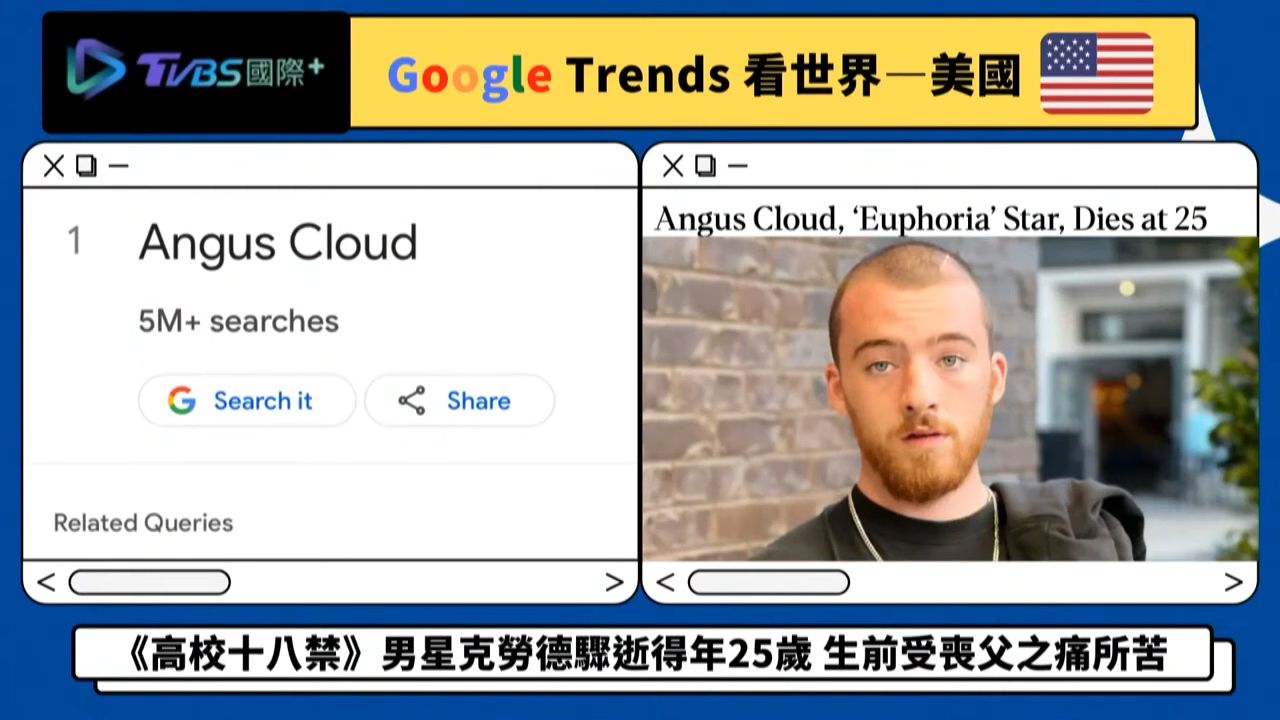 TVBS國際+
Google Trends 看世界—美國
1 Angus Cloud
5M+ searches
Search it
Share
Related Queries
Angus Cloud, ‘Euphoria’ Star, Dies at 25
《高校十八禁》男星克勞德驟逝得年25歲 生前受喪父之痛所苦